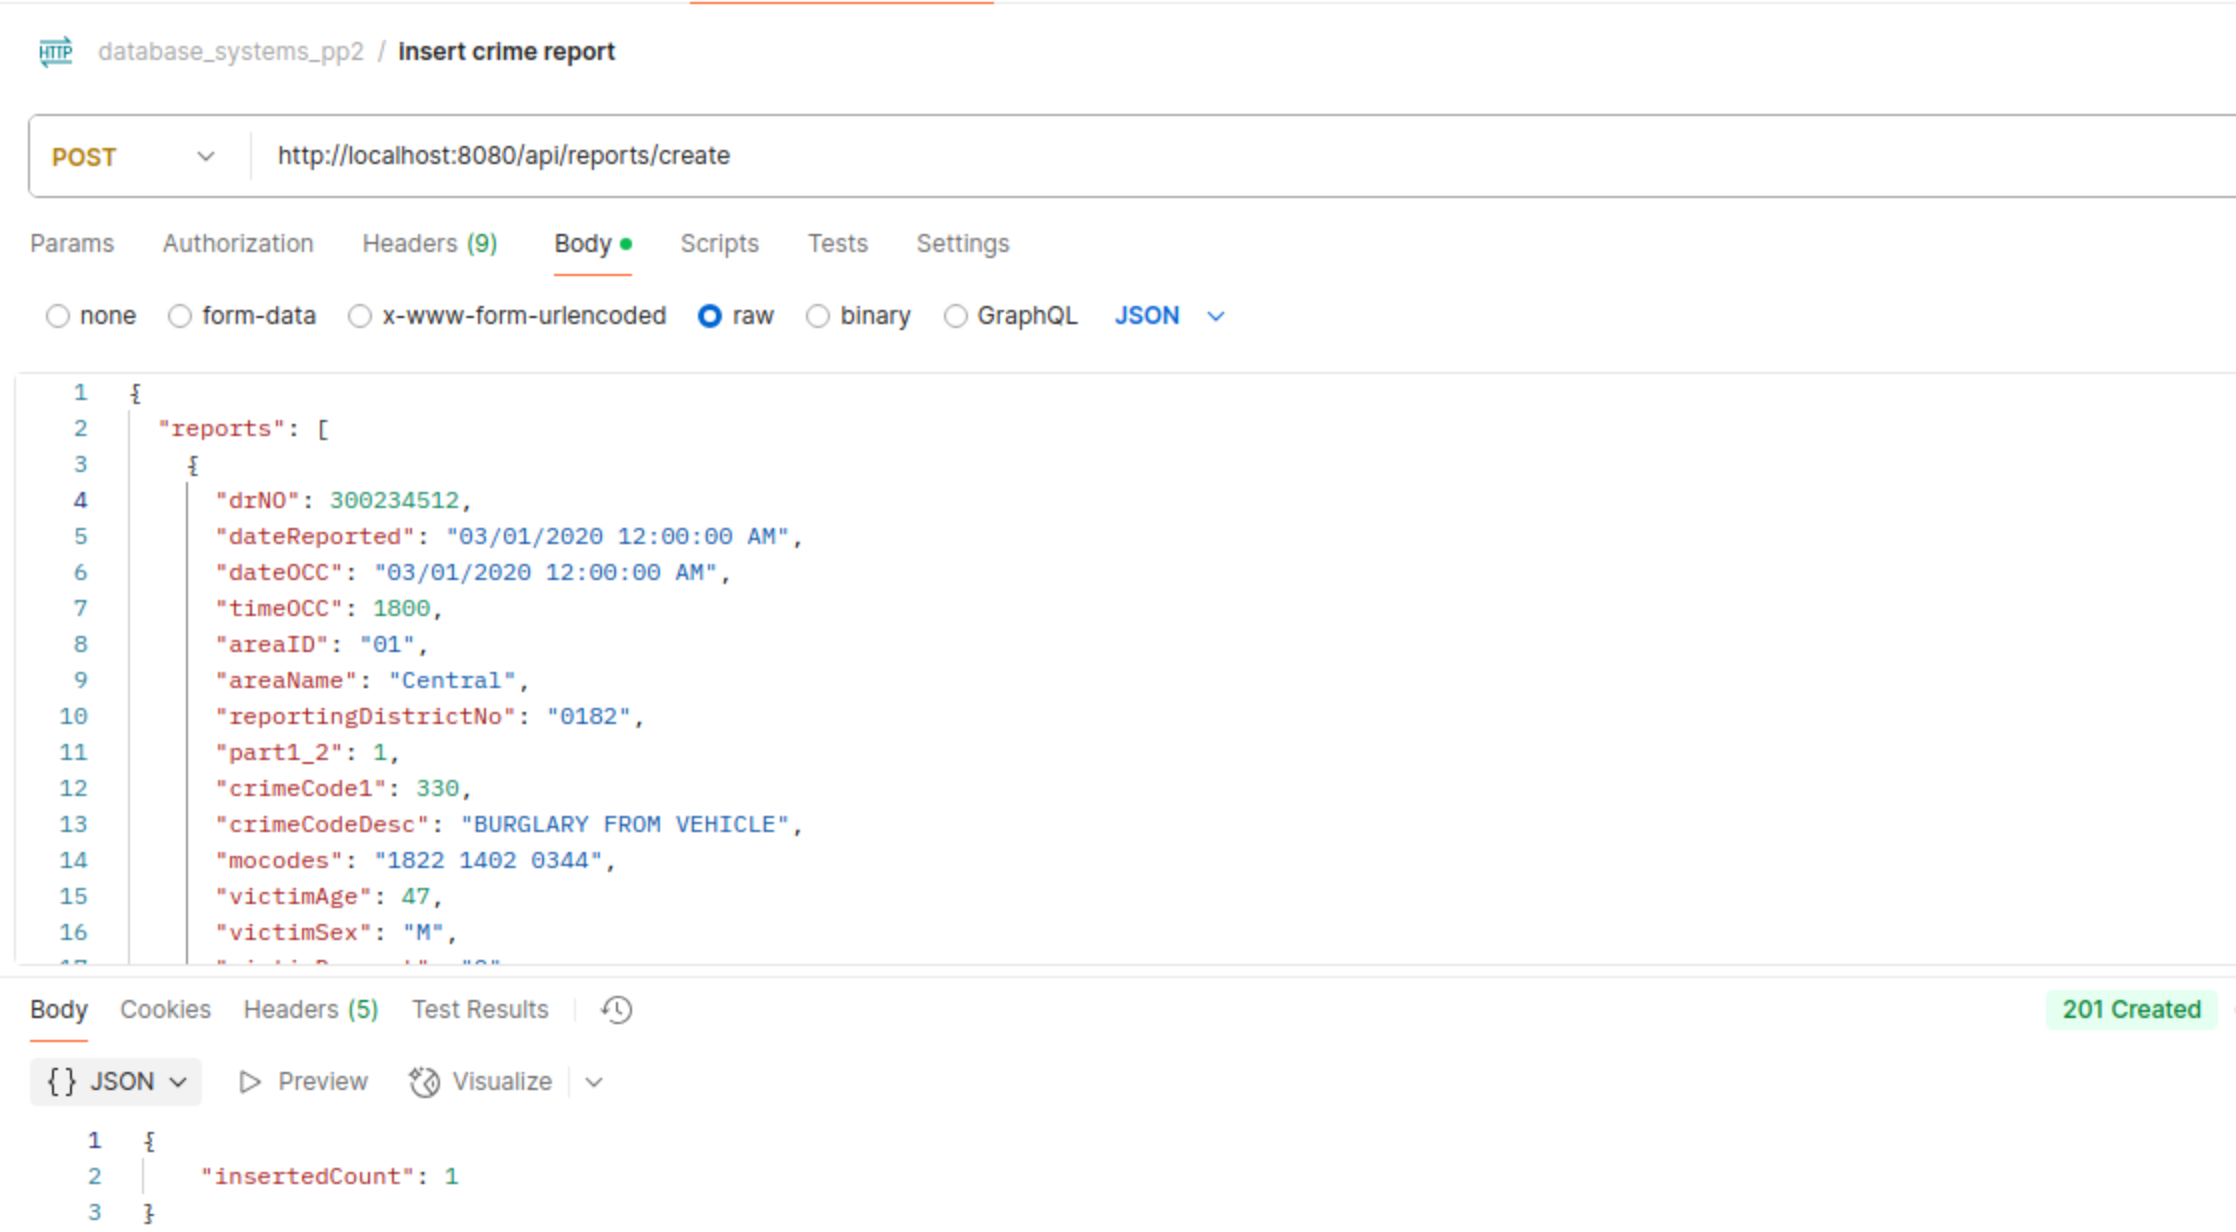 HTTP database_systems_pp2 / insert crime report
POST http://localhost:8080/api/reports/create
Params Authorization Headers (9) Body Scripts Tests Settings
none form-data x-www-form-urlencoded raw binary GraphQL JSON
1 {
2 "reports": [
3 {
4 "drNO": 300234512,
5 "dateReported": "03/01/2020 12:00:00 AM",
6 "dateOCC": "03/01/2020 12:00:00 AM",
7 "timeOCC": 1800,
8 "areaID": "01",
9 "areaName": "Central",
10 "reportingDistrictNo": "0182",
11 "part1_2": 1,
12 "crimeCode1": 330,
13 "crimeCodeDesc": "BURGLARY FROM VEHICLE",
14 "mocodes": "1822 1402 0344",
15 "victimAge": 47,
16 "victimSex": "M",
Body Cookies Headers (5) Test Results 201 Created
{} JSON Preview Visualize
1 {
2 "insertedCount": 1
3 }